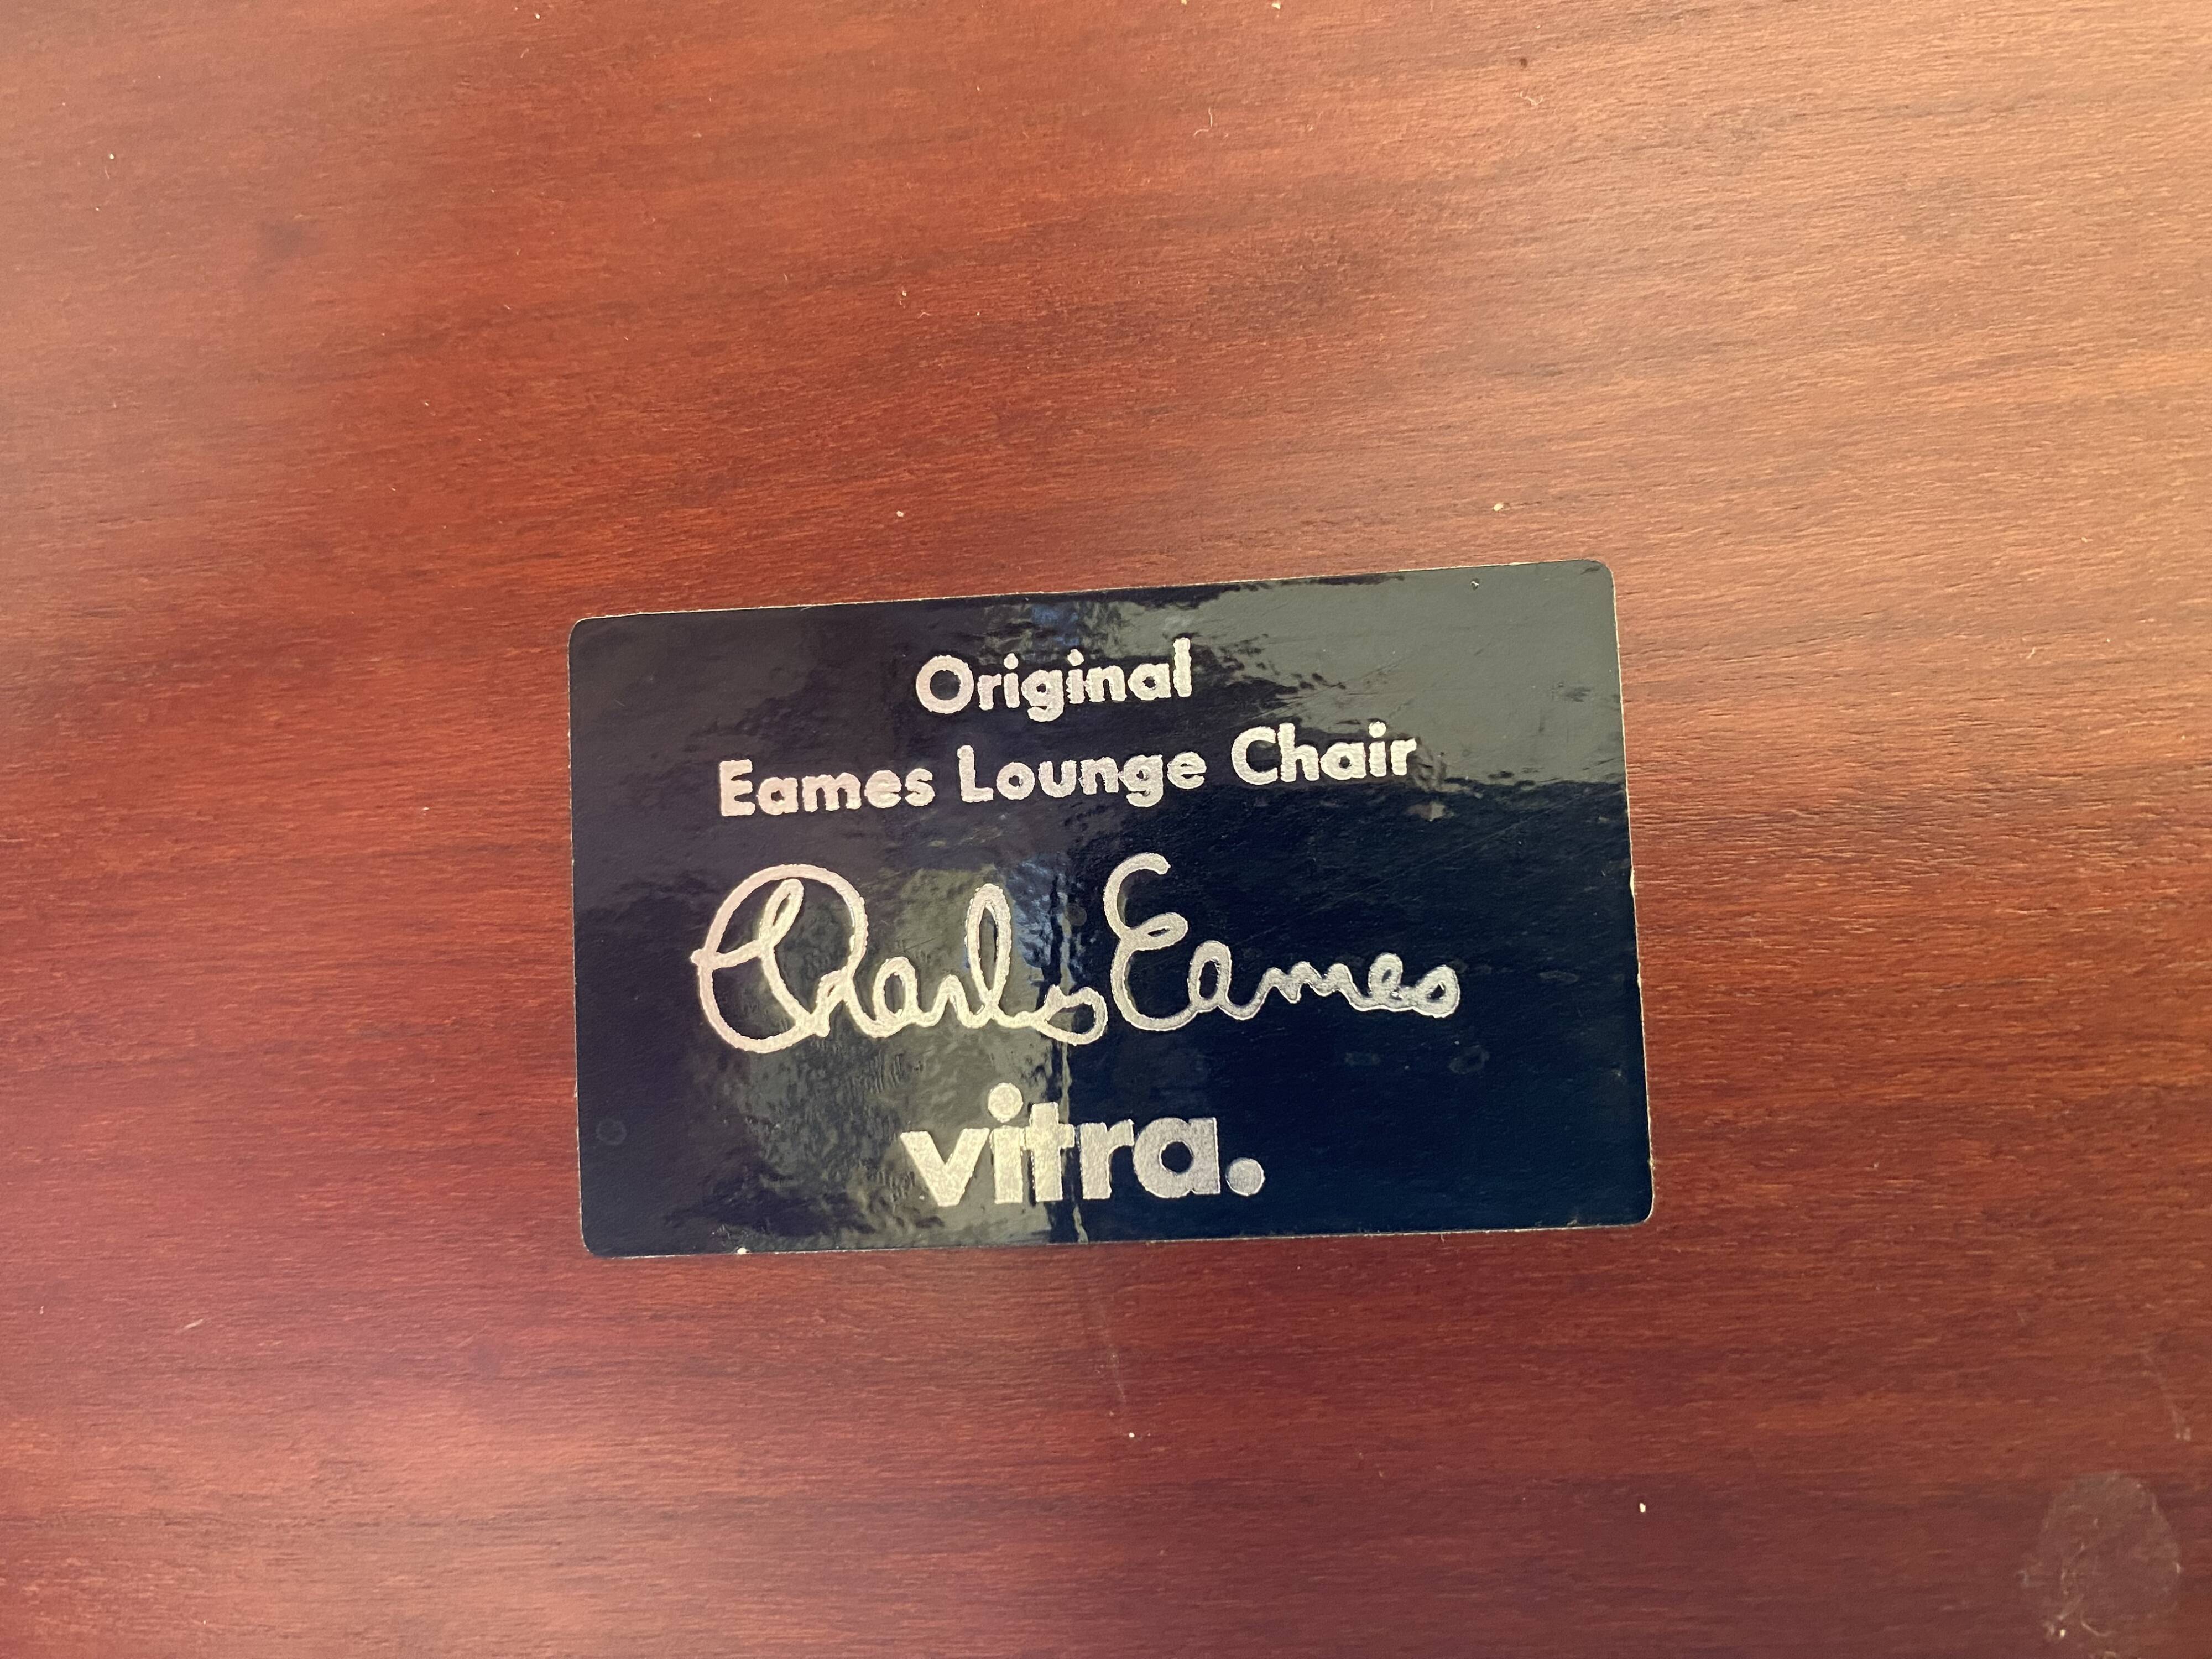 Original
Eames Lounge Chair
Charles Eames
vitra.